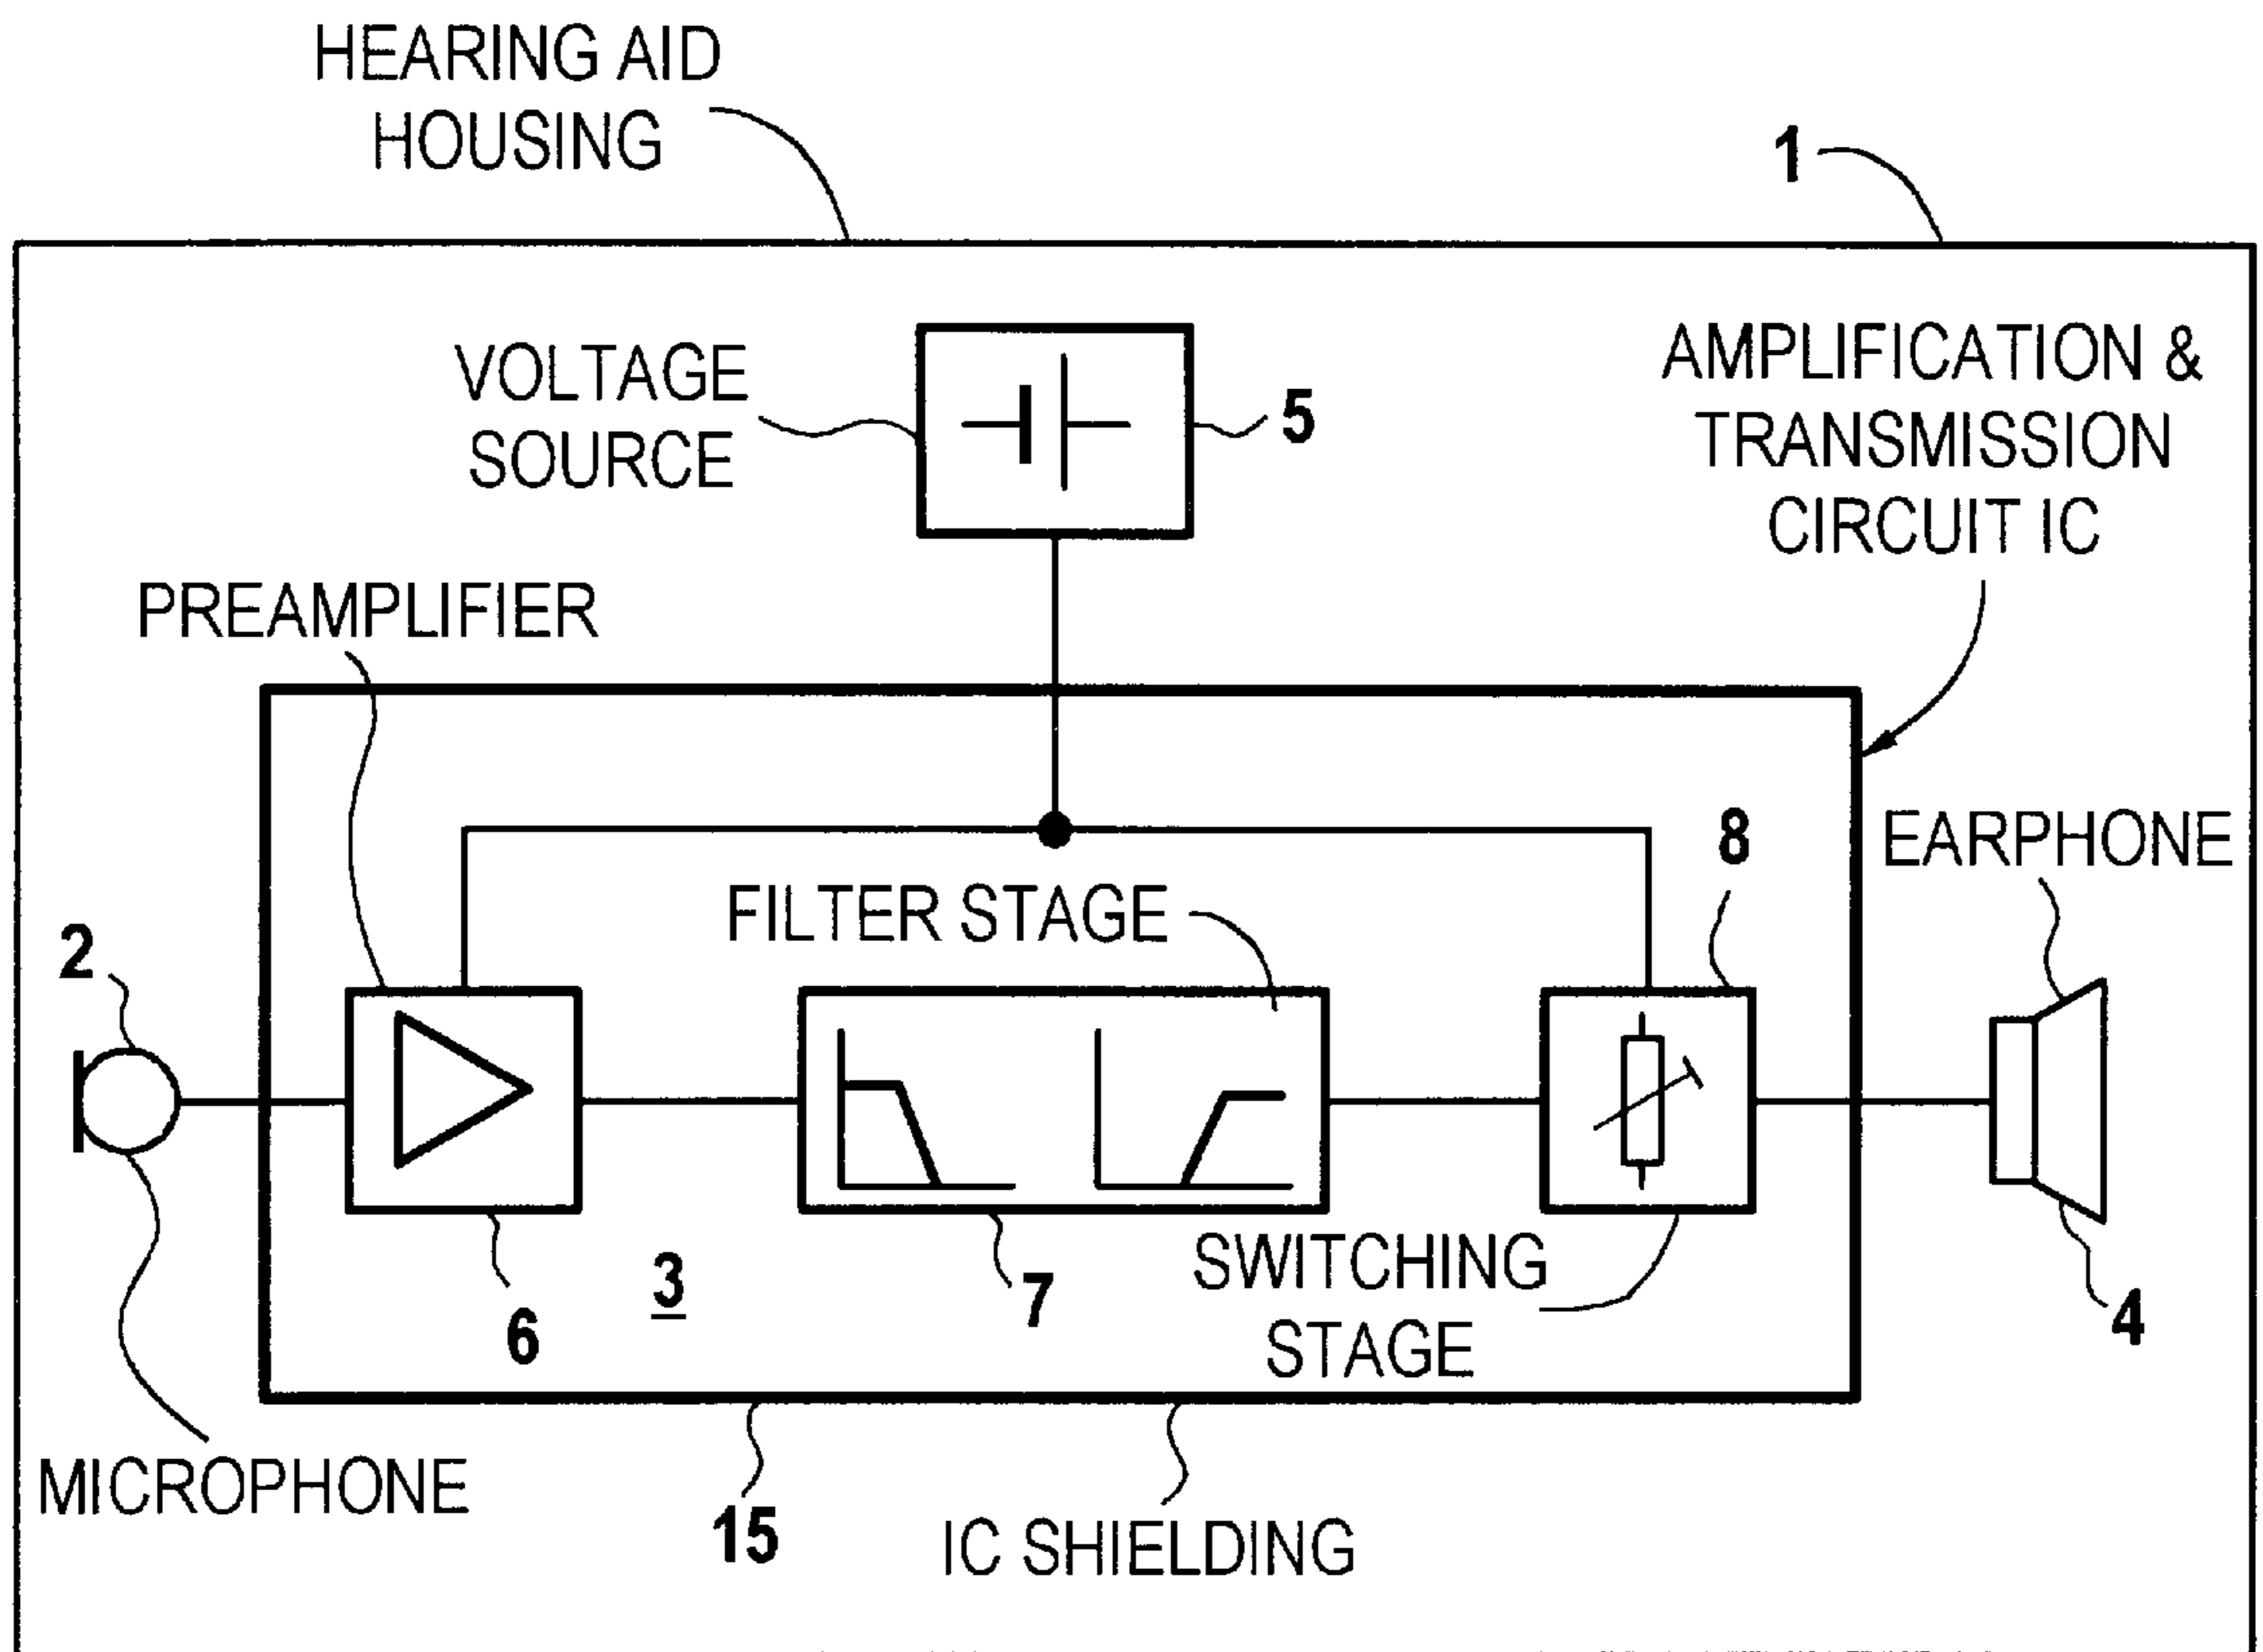 HEARING AID
HOUSING
1
VOLTAGE
SOURCE
5
AMPLIFICATION &
TRANSMISSION
CIRCUIT IC
PREAMPLIFIER
8
EARPHONE
FILTER STAGE
2
6
3
7
SWITCHING
STAGE
4
MICROPHONE
15
IC SHIELDING